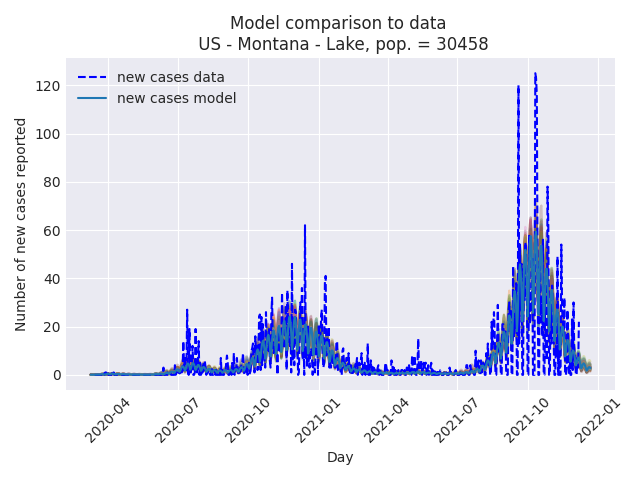 Model comparison to data
US - Montana - Lake, pop. = 30458
new cases data
new cases model
Number of new cases reported
120
100
80
60
40
20
0
2020-04
2020-07
2020-10
2021-01
2021-04
2021-07
2021-10
2022-01
Day